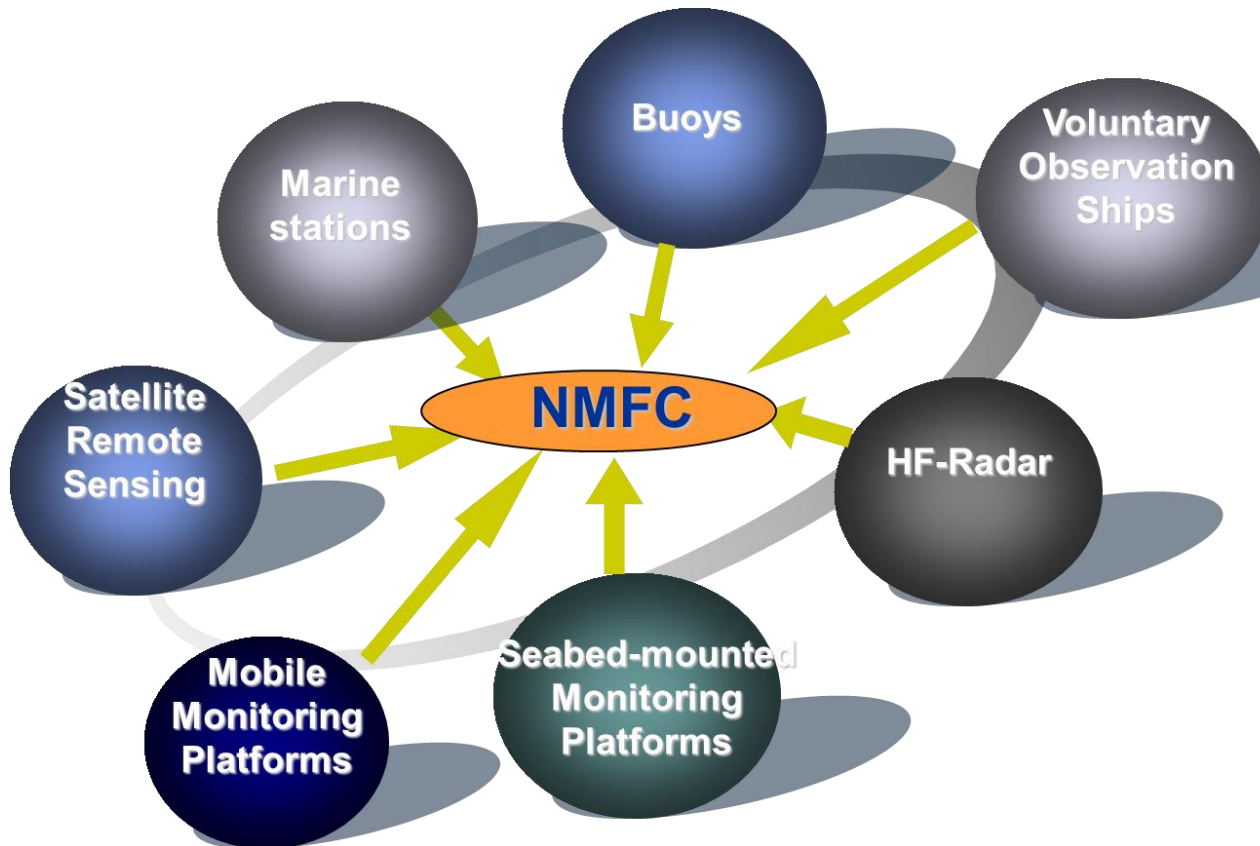 Buoys
Voluntary
Observation
Ships
Marine
stations
NMFC
Satellite
Remote
Sensing
HF-Radar
Mobile
Monitoring
Platforms
Seabed-mounted
Monitoring
Platforms